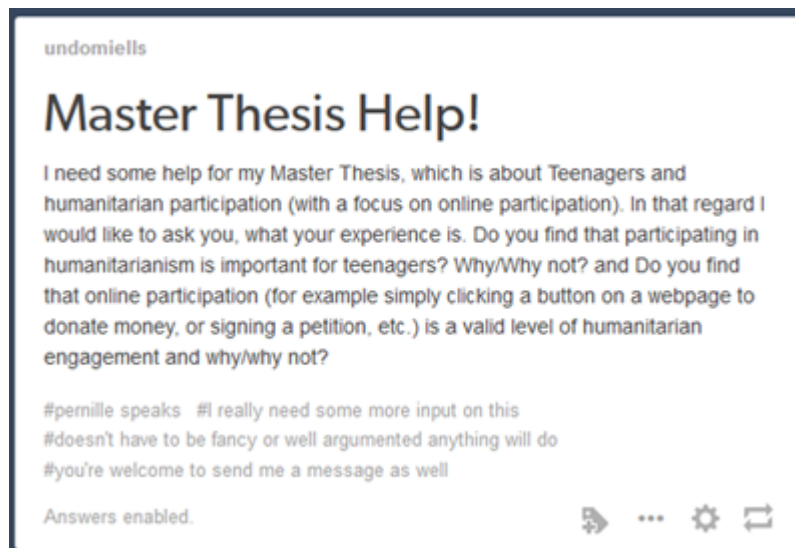 undomiells
Master Thesis Help!
I need some help for my Master Thesis, which is about Teenagers and
humanitarian participation (with a focus on online participation). In that regard I
would like to ask you, what your experience is. Do you find that participating in
humanitarianism is important for teenagers? Why/Why not? and Do you find
that online participation (for example simply clicking a button on a webpage to
donate money, or signing a petition, etc.) is a valid level of humanitarian
engagement and why/why not?
#pernille speaks #I really need some more input on this
#doesn't have to be fancy or well argumented anything will do
#you're welcome to send me a message as well
Answers enabled.